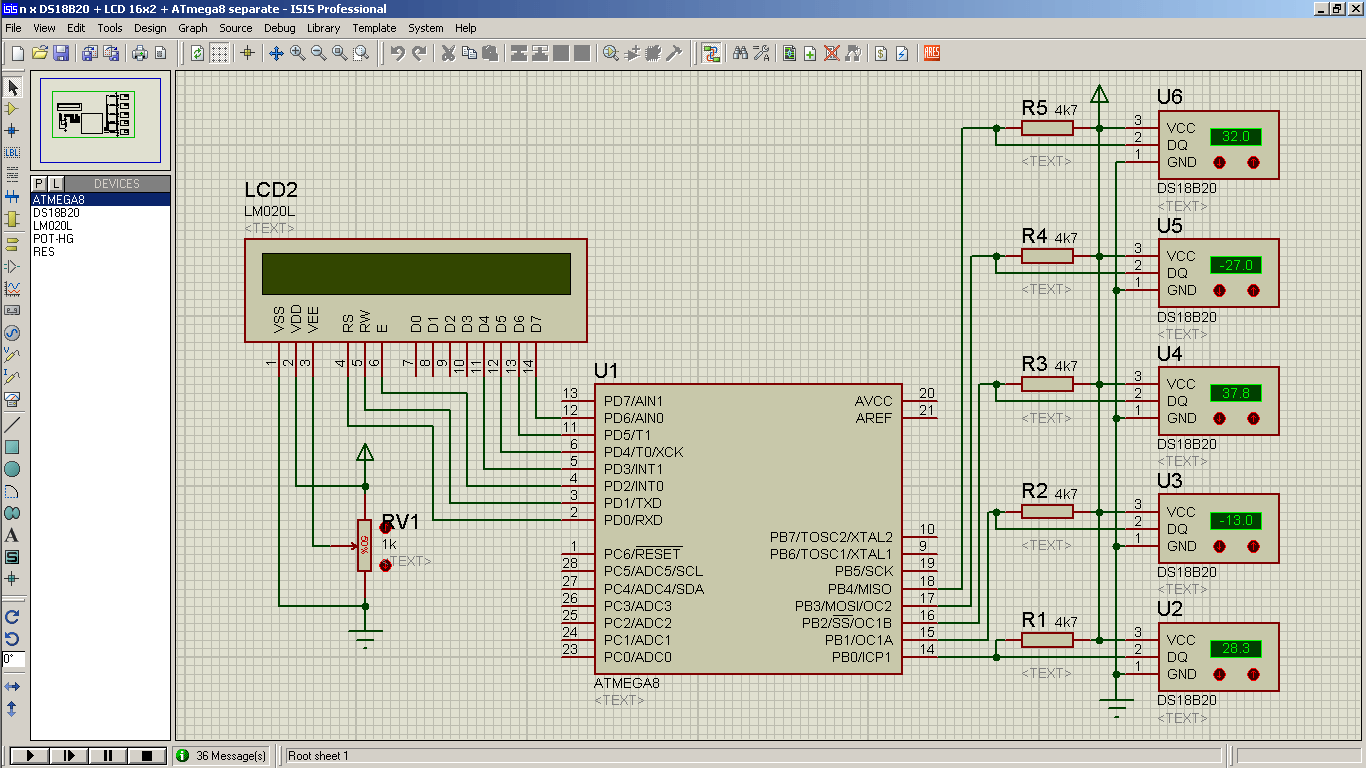 isis n x DS18B20 + LCD 16x2 + ATmega8 separate - ISIS Professional
File View Edit Tools Design Graph Source Debug Library Template System Help
ARES
P L DEVICES
ATMEGA8
DS18B20
LM020L
POT-HG
RES
LBL
A
S
0°
LCD2
LM020L
<TEXT>
VSS VDD VEE RS RW E D0 D1 D2 D3 D4 D5 D6 D7
1 2 3 4 5 6 7 8 9 10 11 12 13 14
RV1
1k
<TEXT>
50%
U1
13 PD7/AIN1
12 PD6/AIN0
11 PD5/T1
6 PD4/T0/XCK
5 PD3/INT1
4 PD2/INT0
3 PD1/TXD
2 PD0/RXD
1 PC6/RESET
28 PC5/ADC5/SCL
27 PC4/ADC4/SDA
26 PC3/ADC3
25 PC2/ADC2
24 PC1/ADC1
23 PC0/ADC0
AVCC 20
AREF 21
PB7/TOSC2/XTAL2 10
PB6/TOSC1/XTAL1 9
PB5/SCK 19
PB4/MISO 18
PB3/MOSI/OC2 17
PB2/SS/OC1B 16
PB1/OC1A 15
PB0/ICP1 14
ATMEGA8
<TEXT>
R5 4k7
<TEXT>
U6
3 VCC
2 DQ
1 GND
32.0
DS18B20
<TEXT>
R4 4k7
<TEXT>
U5
3 VCC
2 DQ
1 GND
-27.0
DS18B20
<TEXT>
R3 4k7
<TEXT>
U4
3 VCC
2 DQ
1 GND
37.8
DS18B20
<TEXT>
R2 4k7
<TEXT>
U3
3 VCC
2 DQ
1 GND
-13.0
DS18B20
<TEXT>
R1 4k7
<TEXT>
U2
3 VCC
2 DQ
1 GND
28.3
DS18B20
<TEXT>
36 Message(s)
Root sheet 1